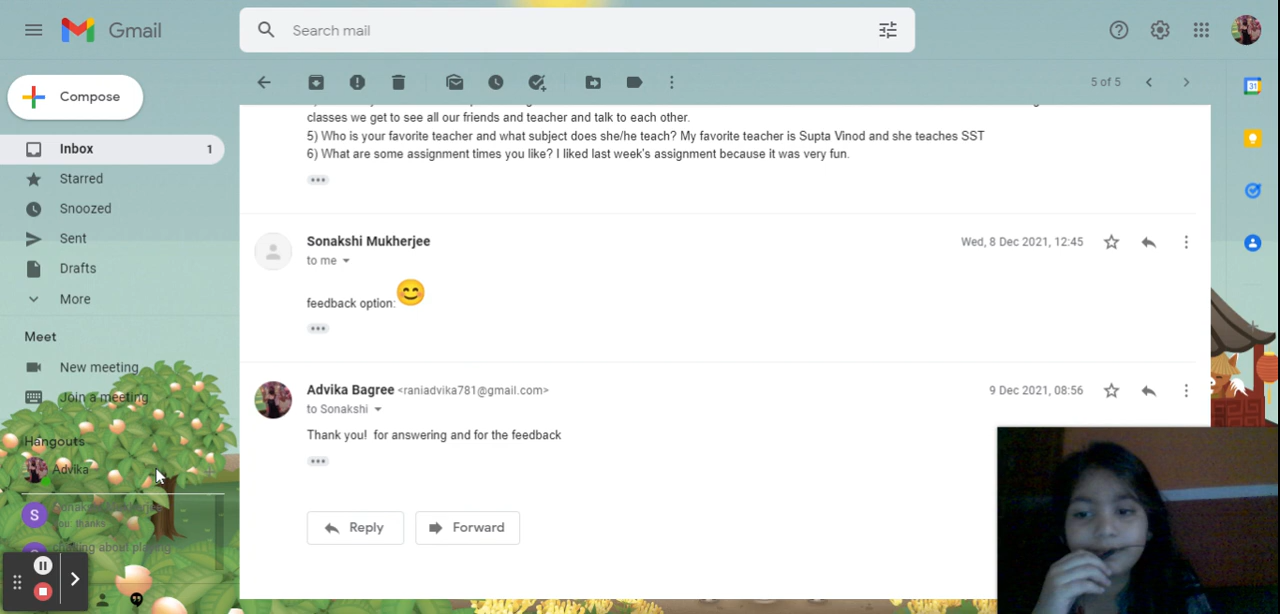 Gmail
Search mail
Compose
5 of 5
Inbox 1
Starred
Snoozed
Sent
Drafts
More
Meet
New meeting
Join a meeting
Hangouts
Advika
You: thanks
classes we get to see all our friends and teacher and talk to each other.
5) Who is your favorite teacher and what subject does she/he teach? My favorite teacher is Supta Vinod and she teaches SST
6) What are some assignment times you like? I liked last week's assignment because it was very fun.
Sonakshi Mukherjee
Wed, 8 Dec 2021, 12:45
to me
feedback option:😊
Advika Bagree <raniadvika781@gmail.com>
9 Dec 2021, 08:56
to Sonakshi
Thank you!  for answering and for the feedback
Reply
Forward
31
S